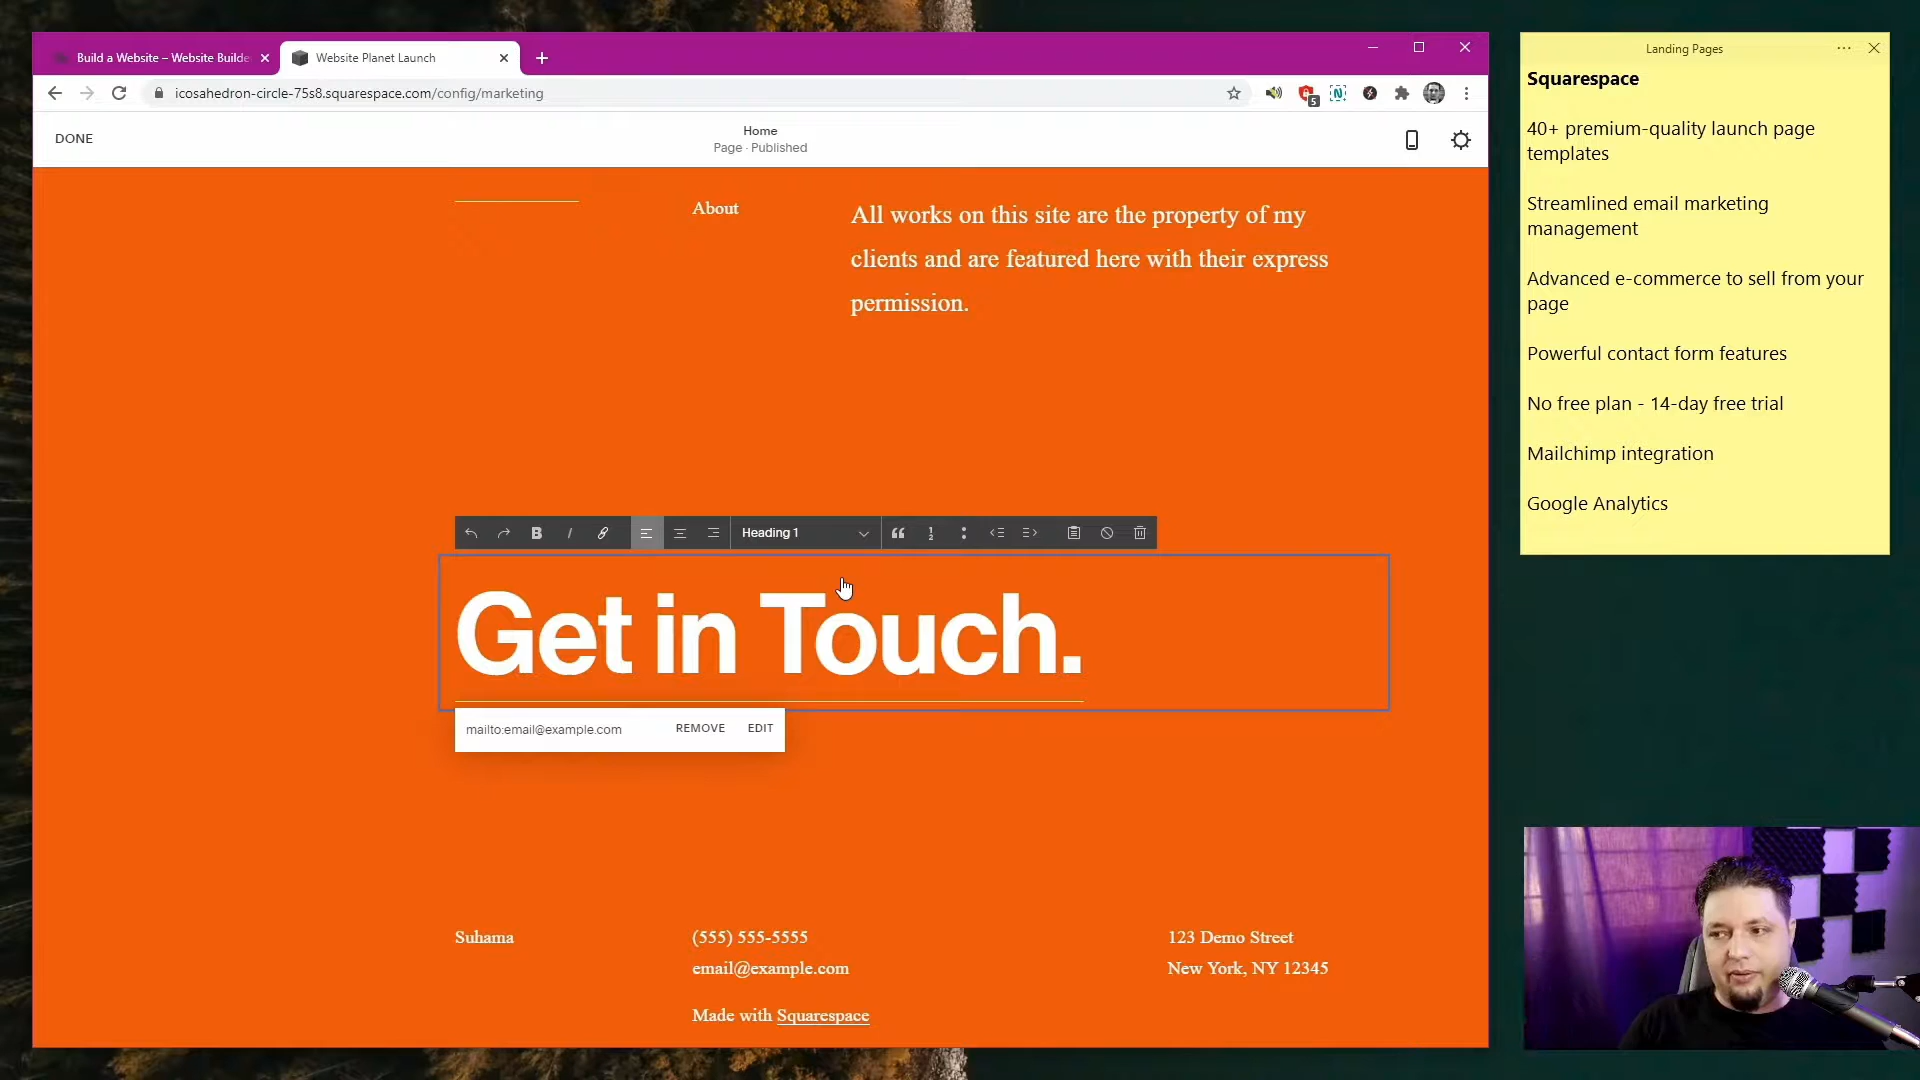 Build a Website – Website Builde
Website Planet Launch
icosahedron-circle-75s8.squarespace.com/config/marketing
5
N
DONE
Home
Page · Published
About
All works on this site are the property of my
clients and are featured here with their express
permission.
B
I
Heading 1
Get in Touch.
mailto:email@example.com
REMOVE
EDIT
Suhama
(555) 555-5555
email@example.com
Made with Squarespace
123 Demo Street
New York, NY 12345
Landing Pages
Squarespace
40+ premium-quality launch page
templates
Streamlined email marketing
management
Advanced e-commerce to sell from your
page
Powerful contact form features
No free plan - 14-day free trial
Mailchimp integration
Google Analytics